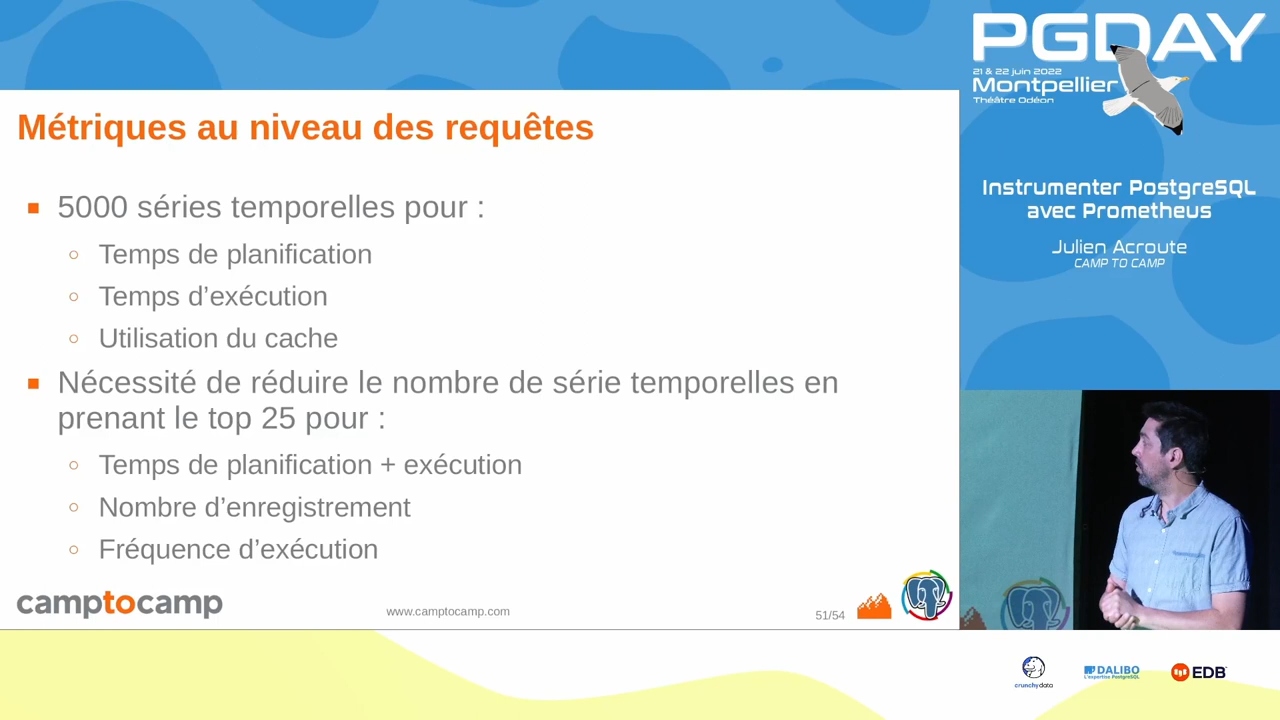 PGDAY
21 & 22 juin 2022
Montpellier
Théâtre Odéon
Métriques au niveau des requêtes
5000 séries temporelles pour :
Temps de planification
Temps d’exécution
Utilisation du cache
Nécessité de réduire le nombre de série temporelles en
prenant le top 25 pour :
Temps de planification + exécution
Nombre d’enregistrement
Fréquence d’exécution
camptocamp
www.camptocamp.com
51/54
Instrumenter PostgreSQL
avec Prometheus
Julien Acroute
CAMP TO CAMP
crunchydata
DALIBO
L'expertise PostgreSQL
EDB